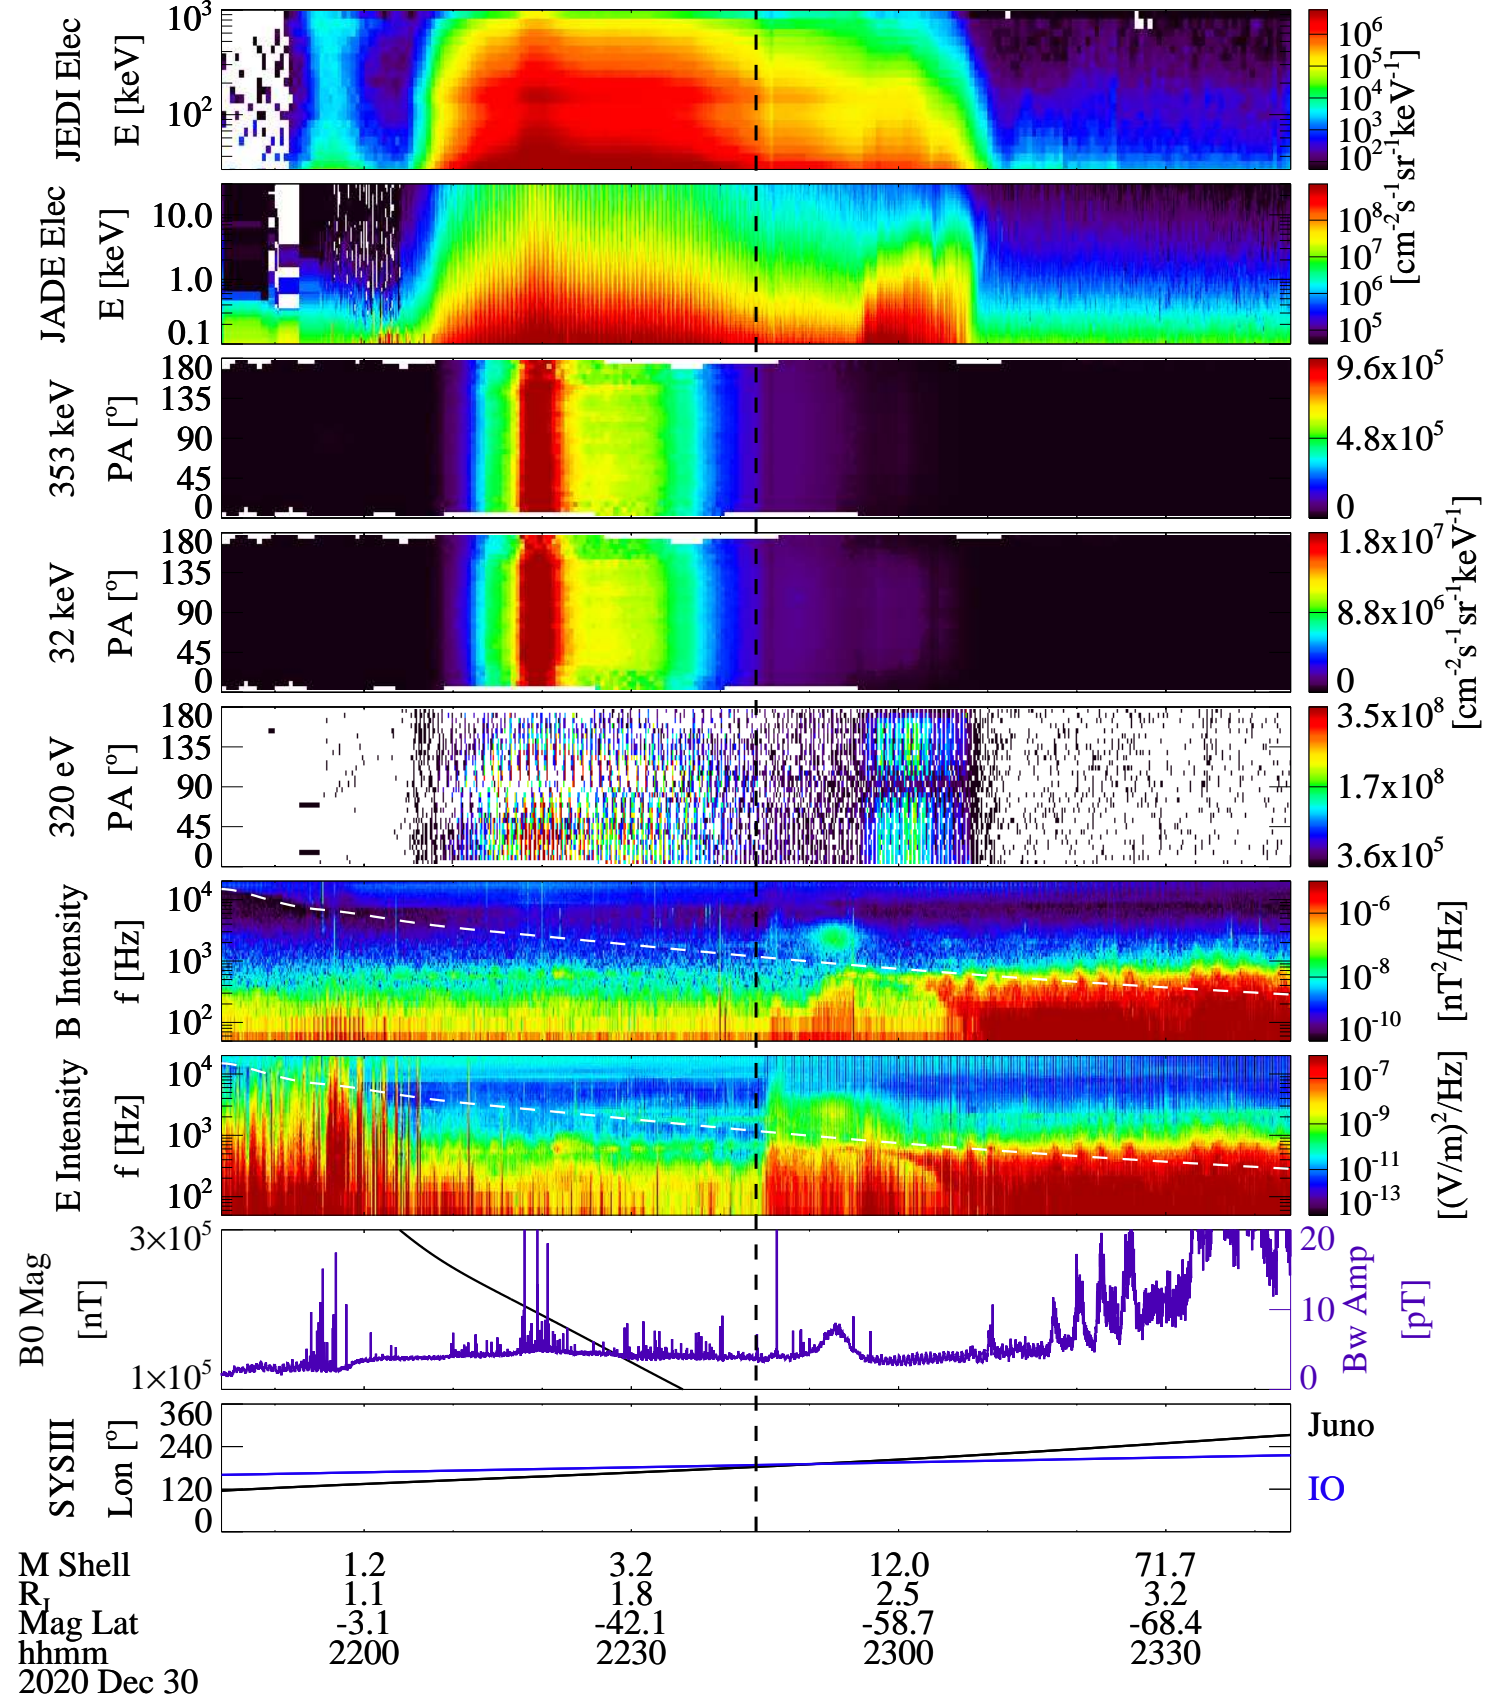 JEDI Elec
E [keV]
10³
10²
10⁶
10⁵
10⁴
10³
10²
JADE Elec
E [keV]
10.0
1.0
0.1
10⁸
10⁷
10⁶
10⁵
[cm⁻²s⁻¹sr⁻¹keV⁻¹]
353 keV
PA [°]
180
135
90
45
0
9.6x10⁵
4.8x10⁵
0
32 keV
PA [°]
180
135
90
45
0
1.8x10⁷
8.8x10⁶
0
[cm⁻²s⁻¹sr⁻¹keV⁻¹]
320 eV
PA [°]
180
135
90
45
0
3.5x10⁸
1.7x10⁸
3.6x10⁵
B Intensity
f [Hz]
10⁴
10³
10²
10⁻⁶
10⁻⁸
10⁻¹⁰
[nT²/Hz]
E Intensity
f [Hz]
10⁴
10³
10²
10⁻⁷
10⁻⁹
10⁻¹¹
10⁻¹³
[(V/m)²/Hz]
B0 Mag
[nT]
3×10⁵
1×10⁵
20
10
0
Bw Amp
[pT]
SYSIII
Lon [°]
360
240
120
0
Juno
IO
M Shell 1.2 3.2 12.0 71.7
R_J 1.1 1.8 2.5 3.2
Mag Lat -3.1 -42.1 -58.7 -68.4
hhmm 2200 2230 2300 2330
2020 Dec 30